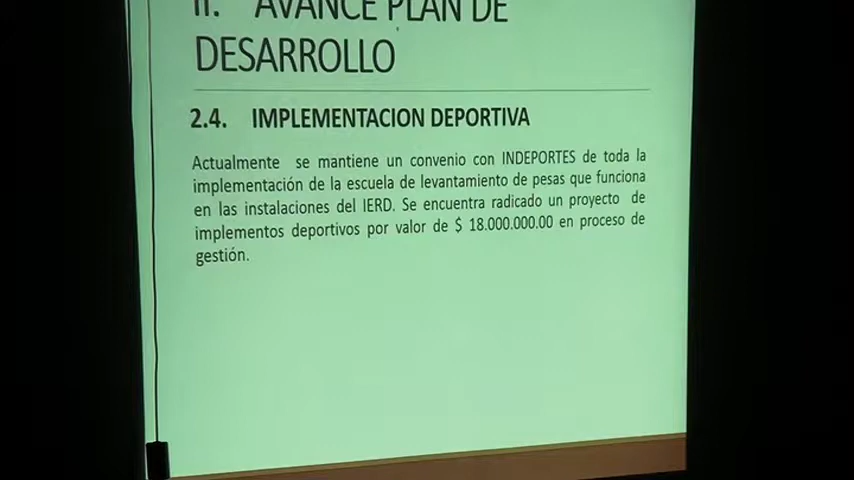 II. AVANCE PLAN DE
DESARROLLO
2.4. IMPLEMENTACION DEPORTIVA
Actualmente se mantiene un convenio con INDEPORTES de toda la
implementación de la escuela de levantamiento de pesas que funciona
en las instalaciones del IERD. Se encuentra radicado un proyecto de
implementos deportivos por valor de $ 18.000.000.00 en proceso de
gestión.